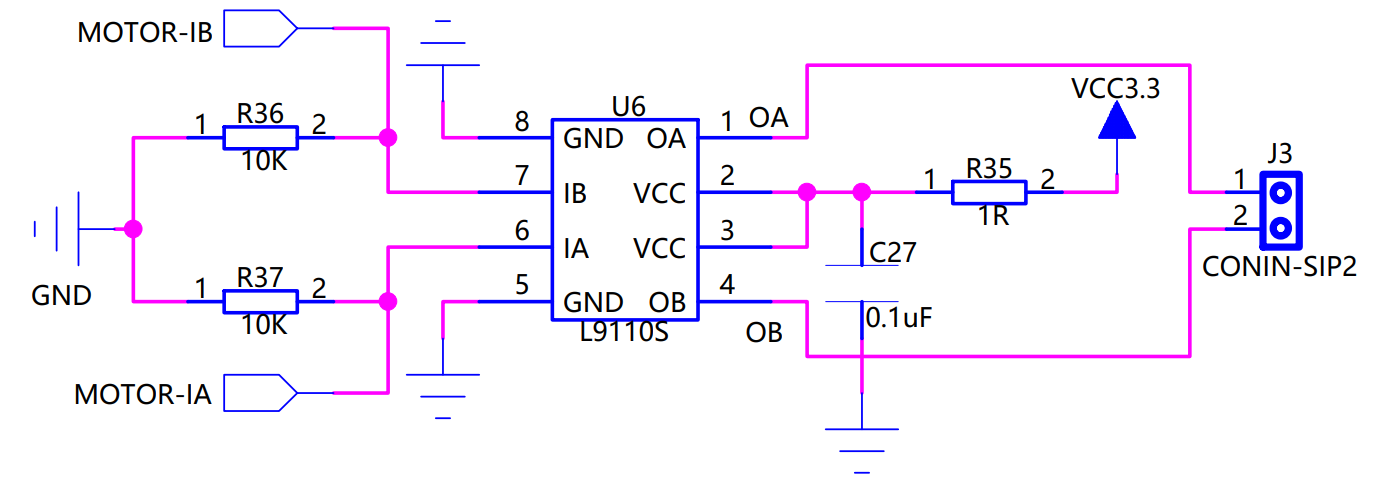 MOTOR-IB
VCC3.3
U6
R36
1
2
10K
8
GND
OA
1
OA
7
IB
VCC
2
1
R35
2
1R
J3
1
2
CONIN-SIP2
6
IA
VCC
3
C27
0.1uF
GND
R37
1
2
10K
5
GND
OB
4
OB
L9110S
MOTOR-IA